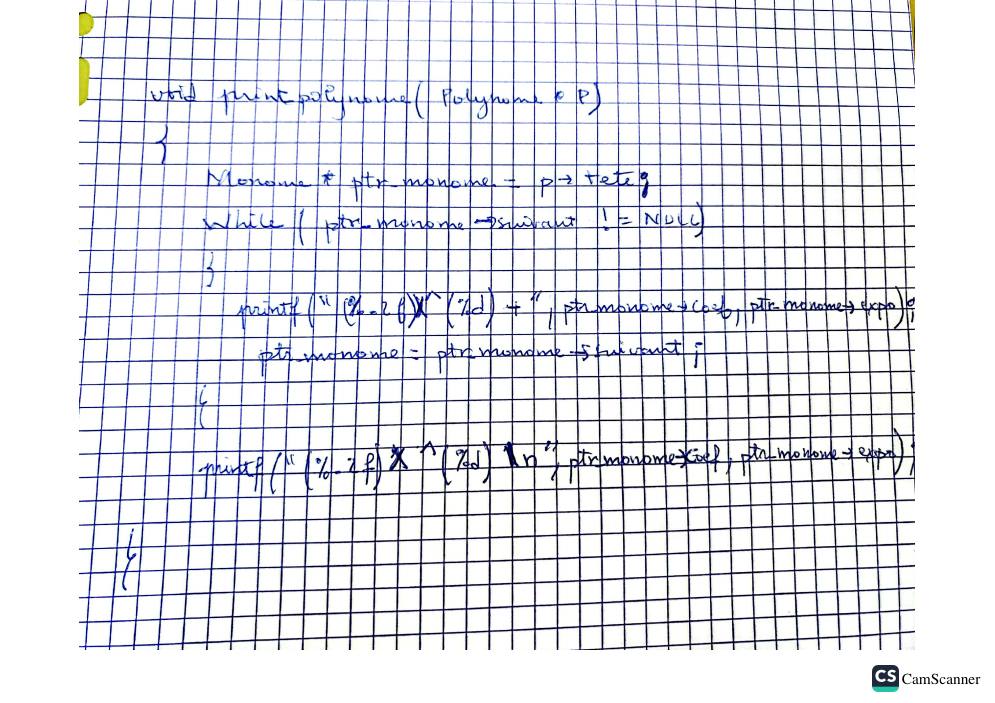 void printpolynome( Polynome * P)
{
Monome * ptr_monome = p→ tete;
While ( ptr_monome →suivant != NULL)
{
printf ("(%.2f)X^(%d) +", ptr_monome→Coef, ptr_monome→expo);
ptr_monome = ptr_monome→suivant ;
}
printf ("(%.2f)X^(%d) \n", ptr_monome→Coef, ptr_monome→expo);
}
CS CamScanner